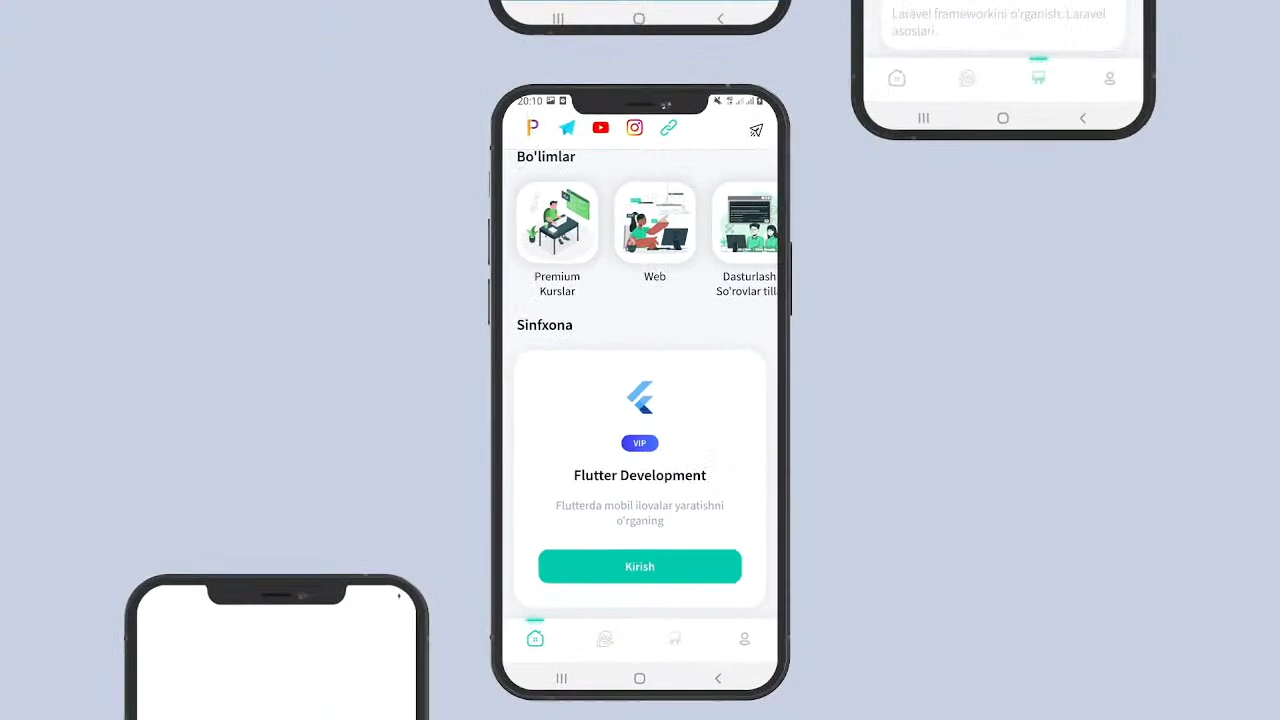 Laravel frameworkini o'rganish. Laravel
asoslari.
20:10
Bo'limlar
Premium
Kurslar
Web
Dasturlash
So'rovlar tilla
Sinfxona
VIP
Flutter Development
Flutterda mobil ilovalar yaratishni
o'rganing
Kirish